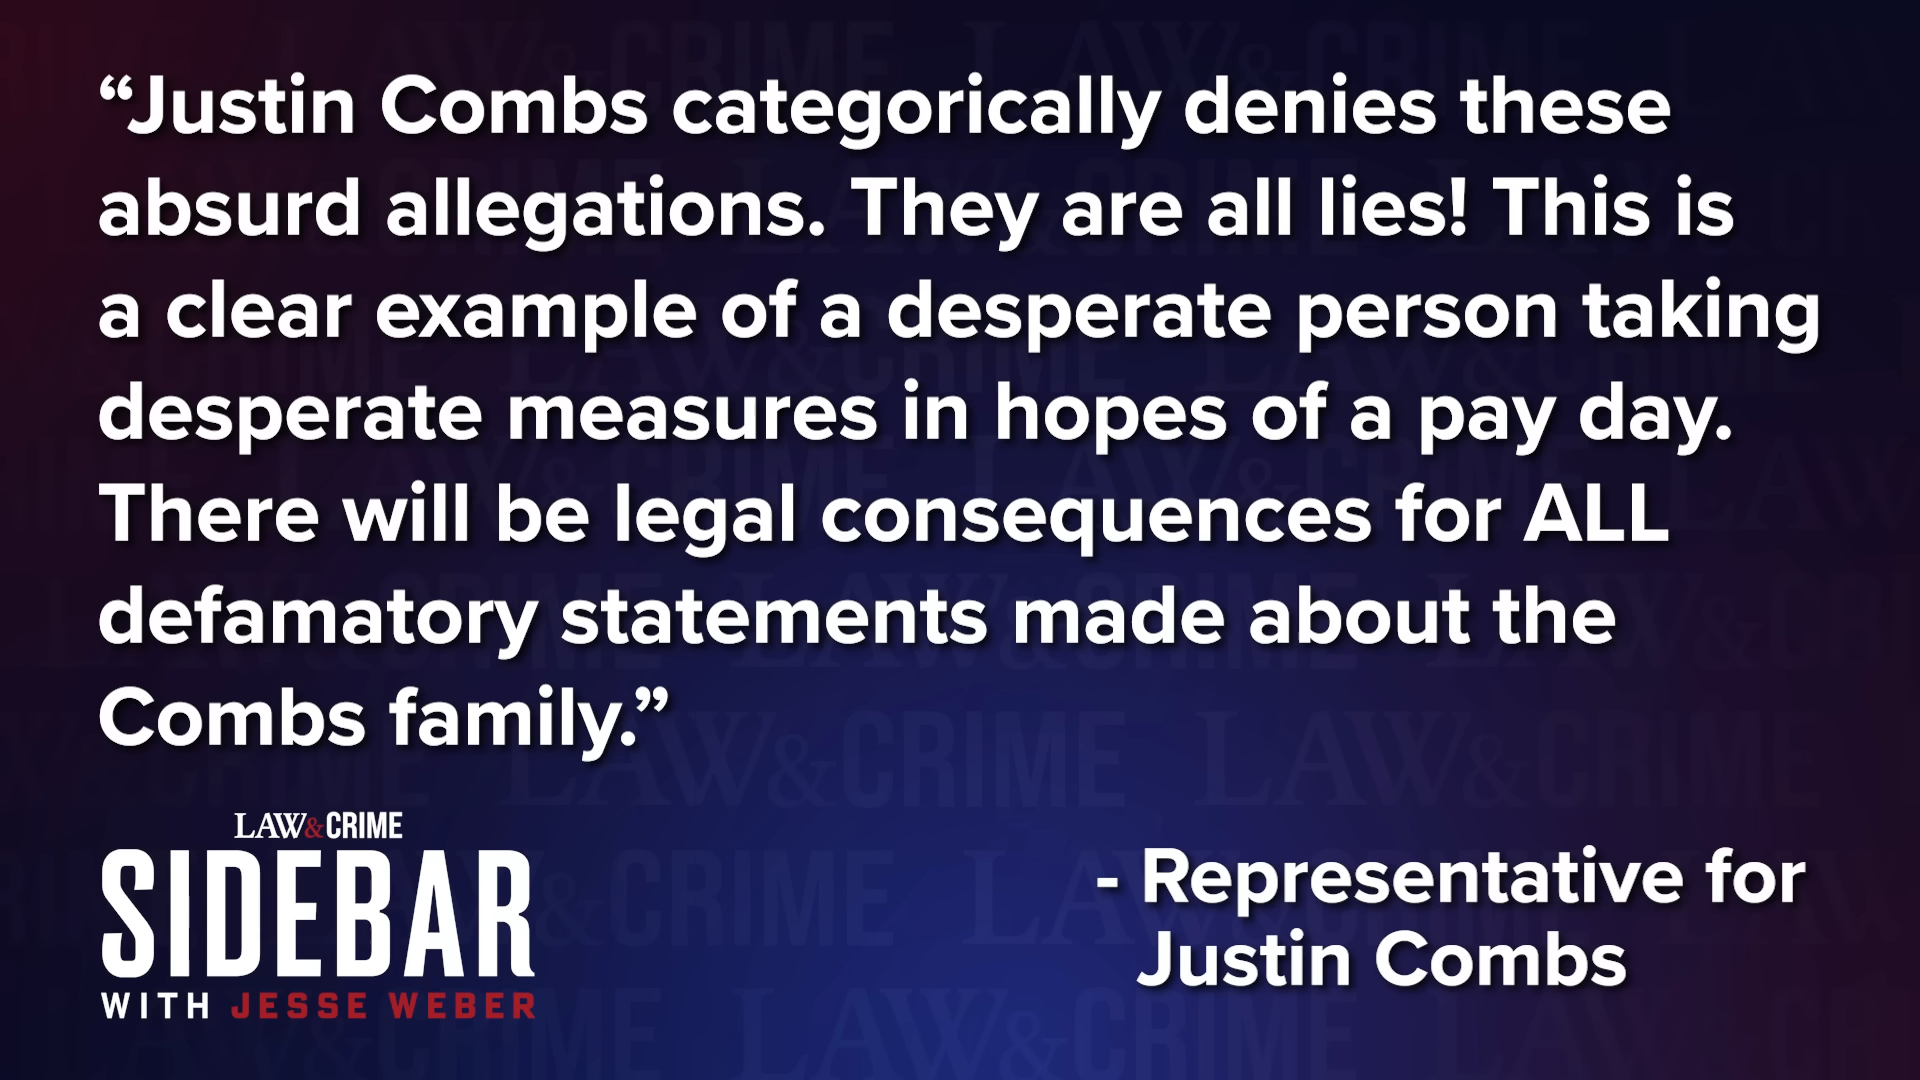 “Justin Combs categorically denies these
absurd allegations. They are all lies! This is
a clear example of a desperate person taking
desperate measures in hopes of a pay day.
There will be legal consequences for ALL
defamatory statements made about the
Combs family.”
LAW&CRIME
SIDEBAR
WITH JESSE WEBER
- Representative for
Justin Combs